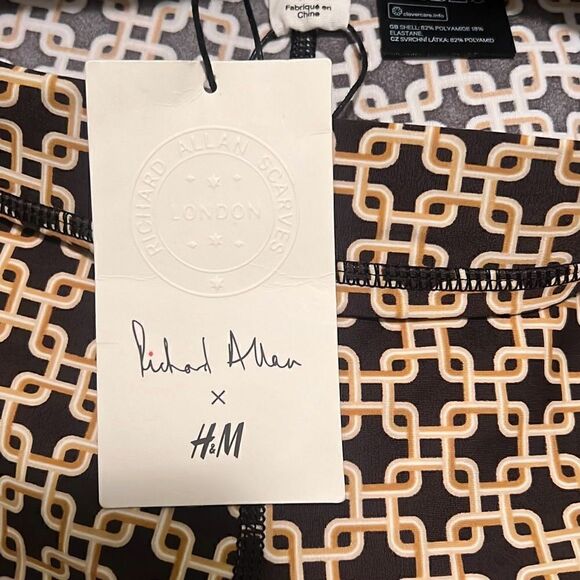 Fabriqué en
China
clevercare.info
GB SHELL: 82% POLYAMIDE 18%
ELASTANE.
CZ SVRCHNÍ LÁTKA: 82% POLYAMID
RICHARD ALLAN SCARVES
LONDON
Richard Allan
×
H&M